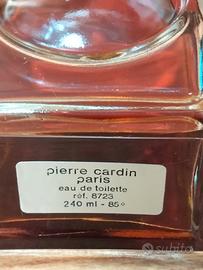 pierre cardin
paris
eau de toilette
réf. 8723
240 ml - 85°
subito